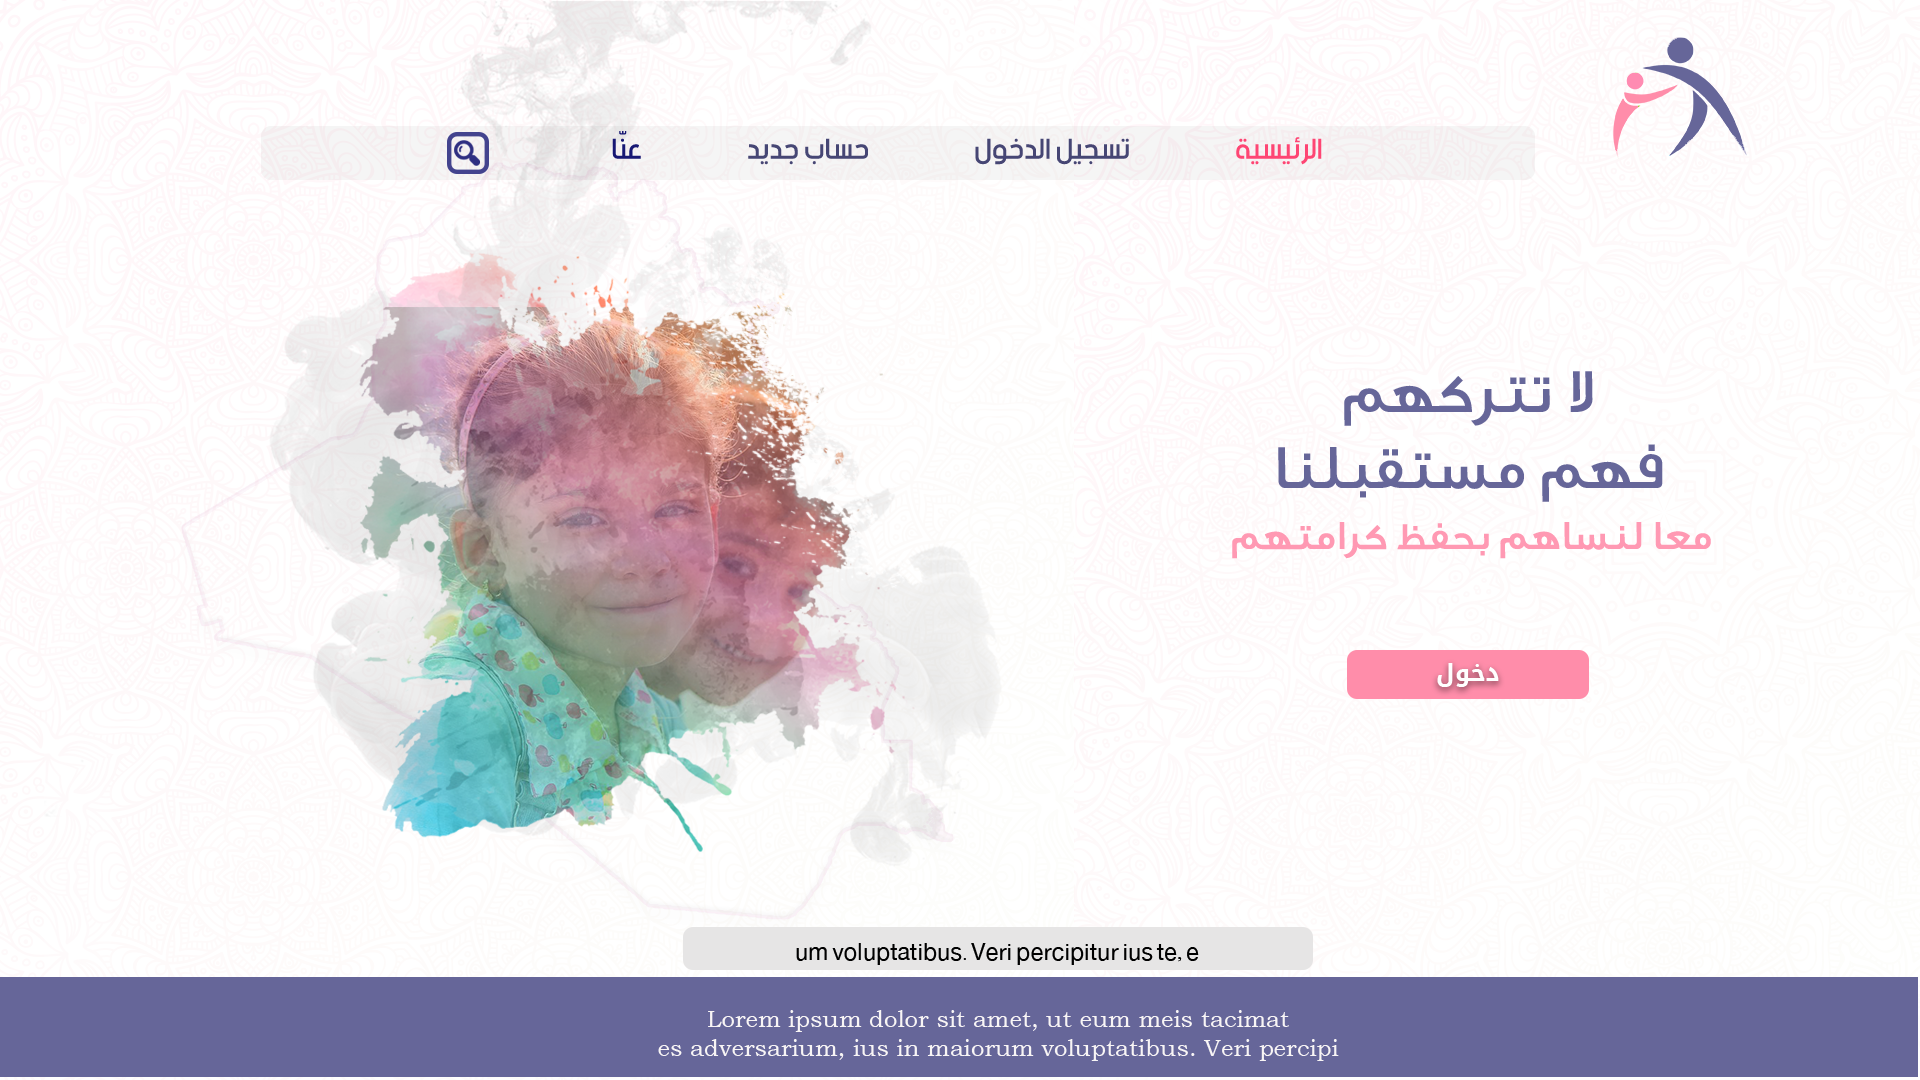 الرئيسية
تسجيل الدخول
حساب جديد
عنّا
لا تتركهم
فهم مستقبلنا
معا لنساهم بحفظ كرامتهم
دخول
um voluptatibus. Veri percipitur ius te, e
Lorem ipsum dolor sit amet, ut eum meis tacimat
es adversarium, ius in maiorum voluptatibus. Veri percipi